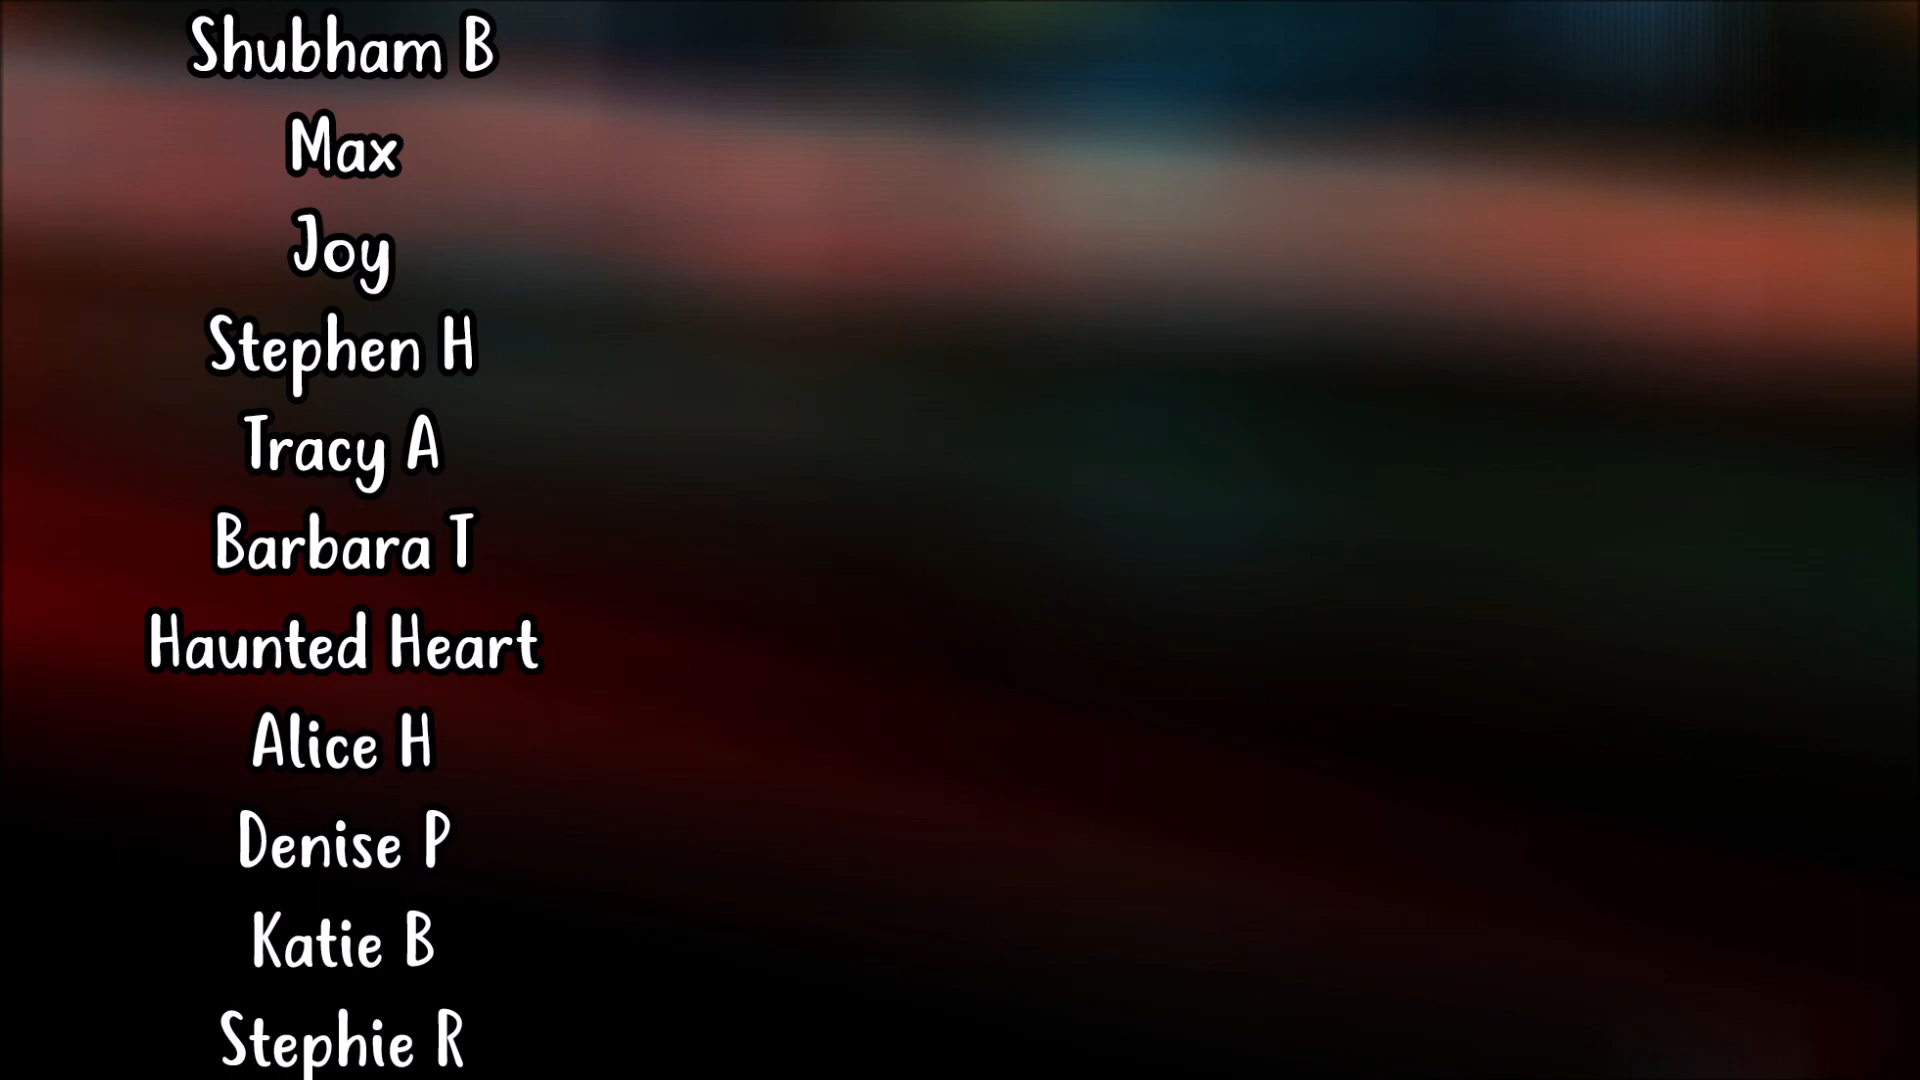 Shubham B
Max
Joy
Stephen H
Tracy A
Barbara T
Haunted Heart
Alice H
Denise P
Katie B
Stephie R